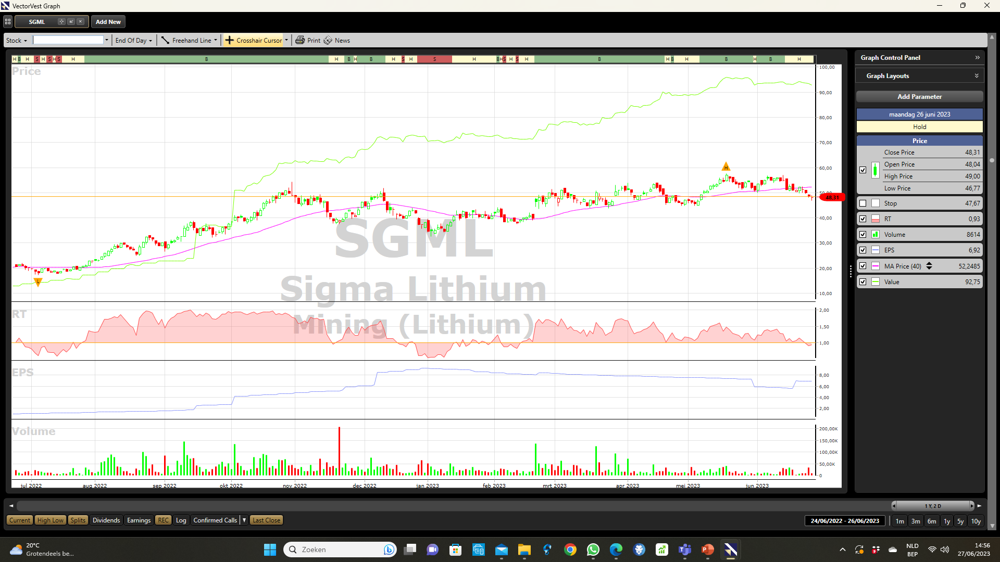 VectorVest Graph
SGML Add New
Stock End Of Day Freehand Line Crosshair Cursor Print News
H B H S H S H S H B H B H B H S H S H B H S H S H B H B H B H B H
Price
100,00
90,00
80,00
70,00
60,00
50,00
48,31
40,00
30,00
20,00
10,00
H
L
SGML
Sigma Lithium
Mining (Lithium)
RT
2,00
1,50
1,00
EPS
8,00
6,00
4,00
2,00
Volume
200,00K
150,00K
100,00K
50,00K
0
jul 2022 aug 2022 sep 2022 okt 2022 nov 2022 dec 2022 jan 2023 feb 2023 mrt 2023 apr 2023 mei 2023 jun 2023
Graph Control Panel
Graph Layouts
Add Parameter
maandag 26 juni 2023
Hold
Price
Close Price 48,31
Open Price 48,04
High Price 49,00
Low Price 46,77
Stop 47,67
RT 0,93
Volume 8614
EPS 6,92
MA Price (40) 52,2485
Value 92,75
1 Y, 2 D
Current High Low Splits Dividends Earnings REC Log Confirmed Calls Last Close
24/06/2022 - 26/06/2023 1m 3m 6m 1y 5y 10y
20°C
Grotendeels be...
Zoeken
NLD
BEP
14:56
27/06/2023